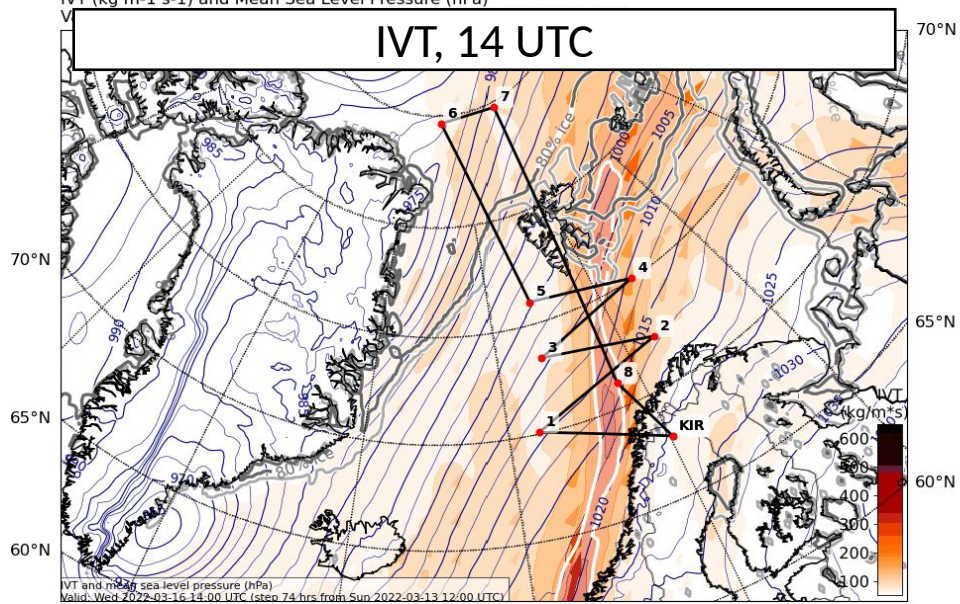 IVT (kg m-1 s-1) and Mean Sea Level Pressure (hPa)
IVT, 14 UTC
70°N
7
6
80% ice
1005
1000
985
975
1010
4
70°N
1025
5
65°N
2
015
3
990
8
1030
IVT
(kg/m*s)
65°N
1
KIR
985
600
500
80% ice
970
60°N
400
1020
300
60°N
200
100
IVT and mean sea level pressure (hPa)
Valid: Wed 2022-03-16 14:00 UTC (step 74 hrs from Sun 2022-03-13 12:00 UTC)